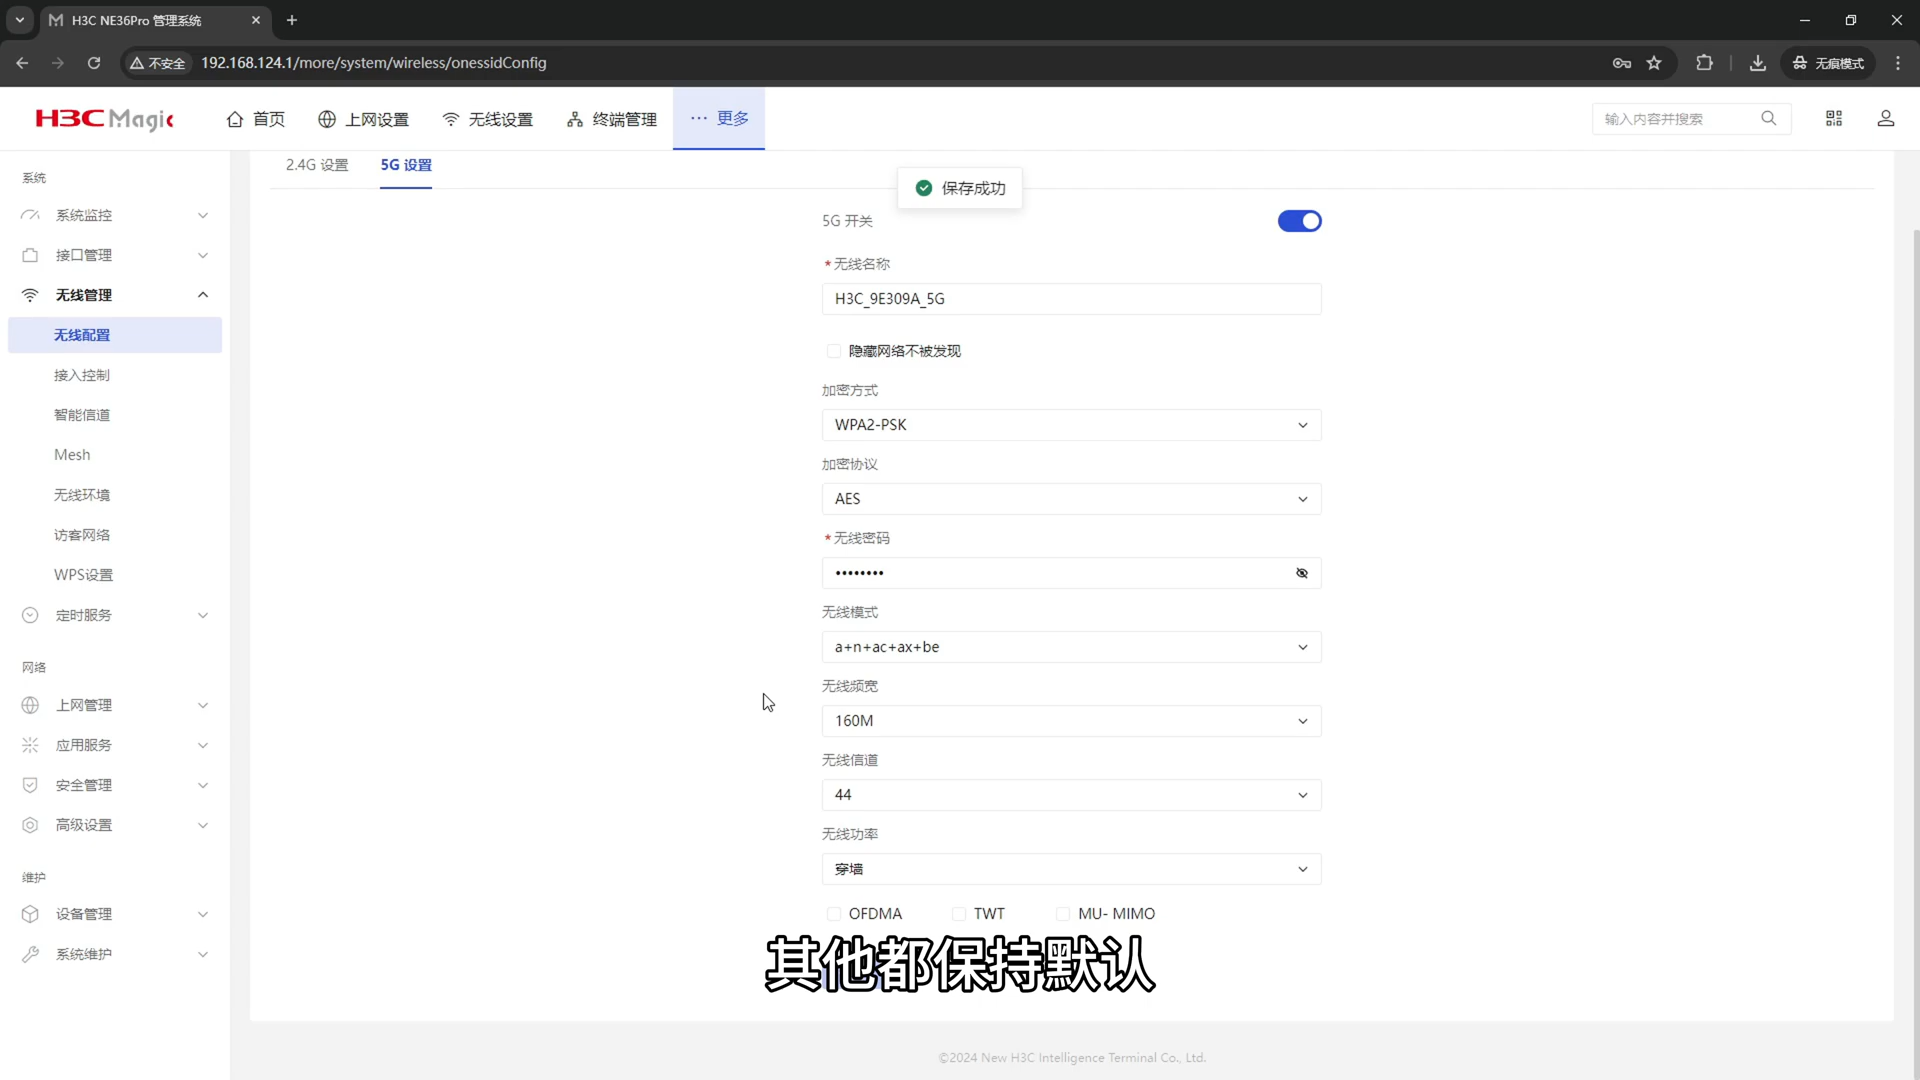 H3C NE36Pro 管理系统
不安全
192.168.124.1/more/system/wireless/onessidConfig
无痕模式
H3C Magic
首页
上网设置
无线设置
终端管理
更多
输入内容并搜索
系统
系统监控
接口管理
无线管理
无线配置
接入控制
智能信道
Mesh
无线环境
访客网络
WPS设置
定时服务
网络
上网管理
应用服务
安全管理
高级设置
维护
设备管理
系统维护
2.4G 设置
5G 设置
保存成功
5G 开关
*无线名称
H3C_9E309A_5G
隐藏网络不被发现
加密方式
WPA2-PSK
加密协议
AES
*无线密码
••••••••
无线模式
a+n+ac+ax+be
无线频宽
160M
无线信道
44
无线功率
穿墙
OFDMA
TWT
MU- MIMO
其他都保持默认
©2024 New H3C Intelligence Terminal Co., Ltd.